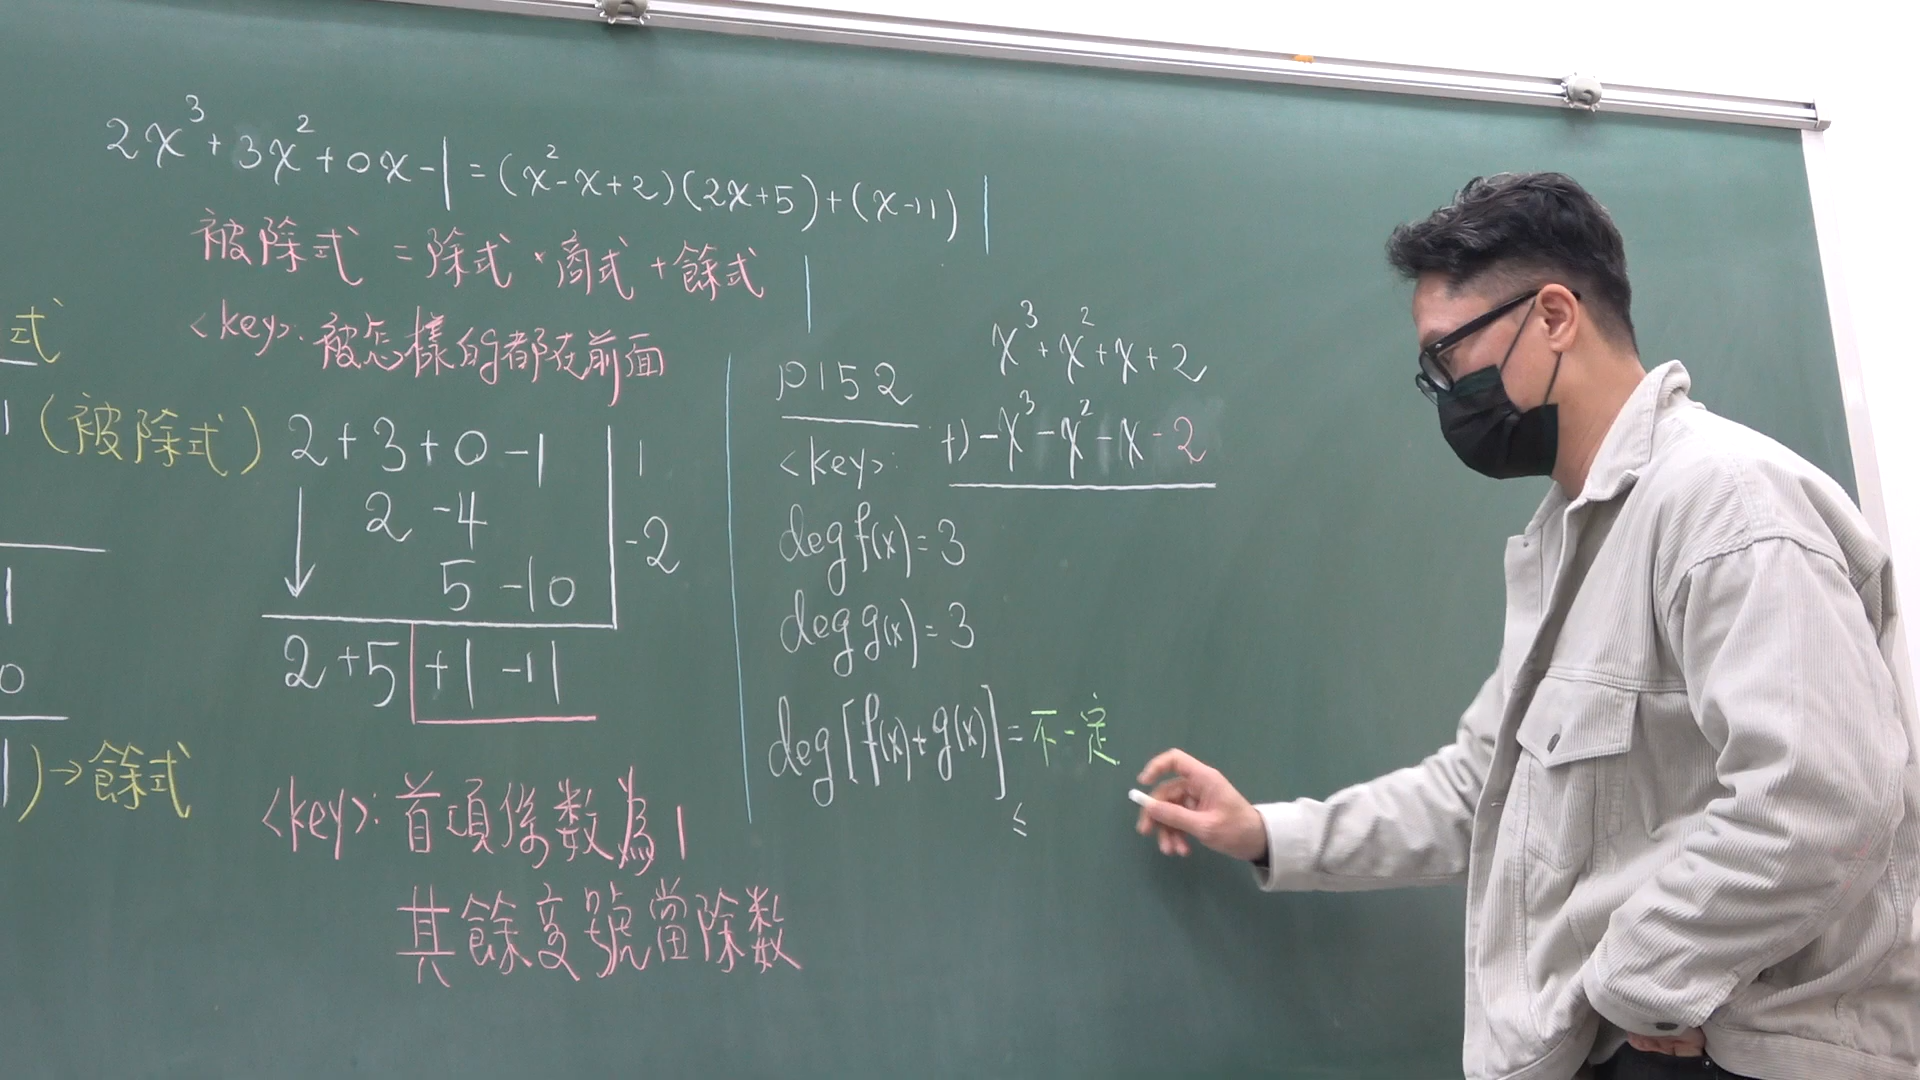 2x³+3x²+0x-1=(x²-x+2)(2x+5)+(x-11)
被除式=除式×商式+餘式
<key>:被怎樣的都在前面
式
1(被除式)
1
0
1)→餘式
2+3+0-1 | 1
2 -4 | -2
5 -10
2+5 +1 -11
<key>:首項係数為1
其餘変號當除数
P152
<key>:
deg f(x)=3
deg g(x)=3
deg[f(x)+g(x)]=不一定
≤
x³+x²+x+2
+)-x³-x²-x-2